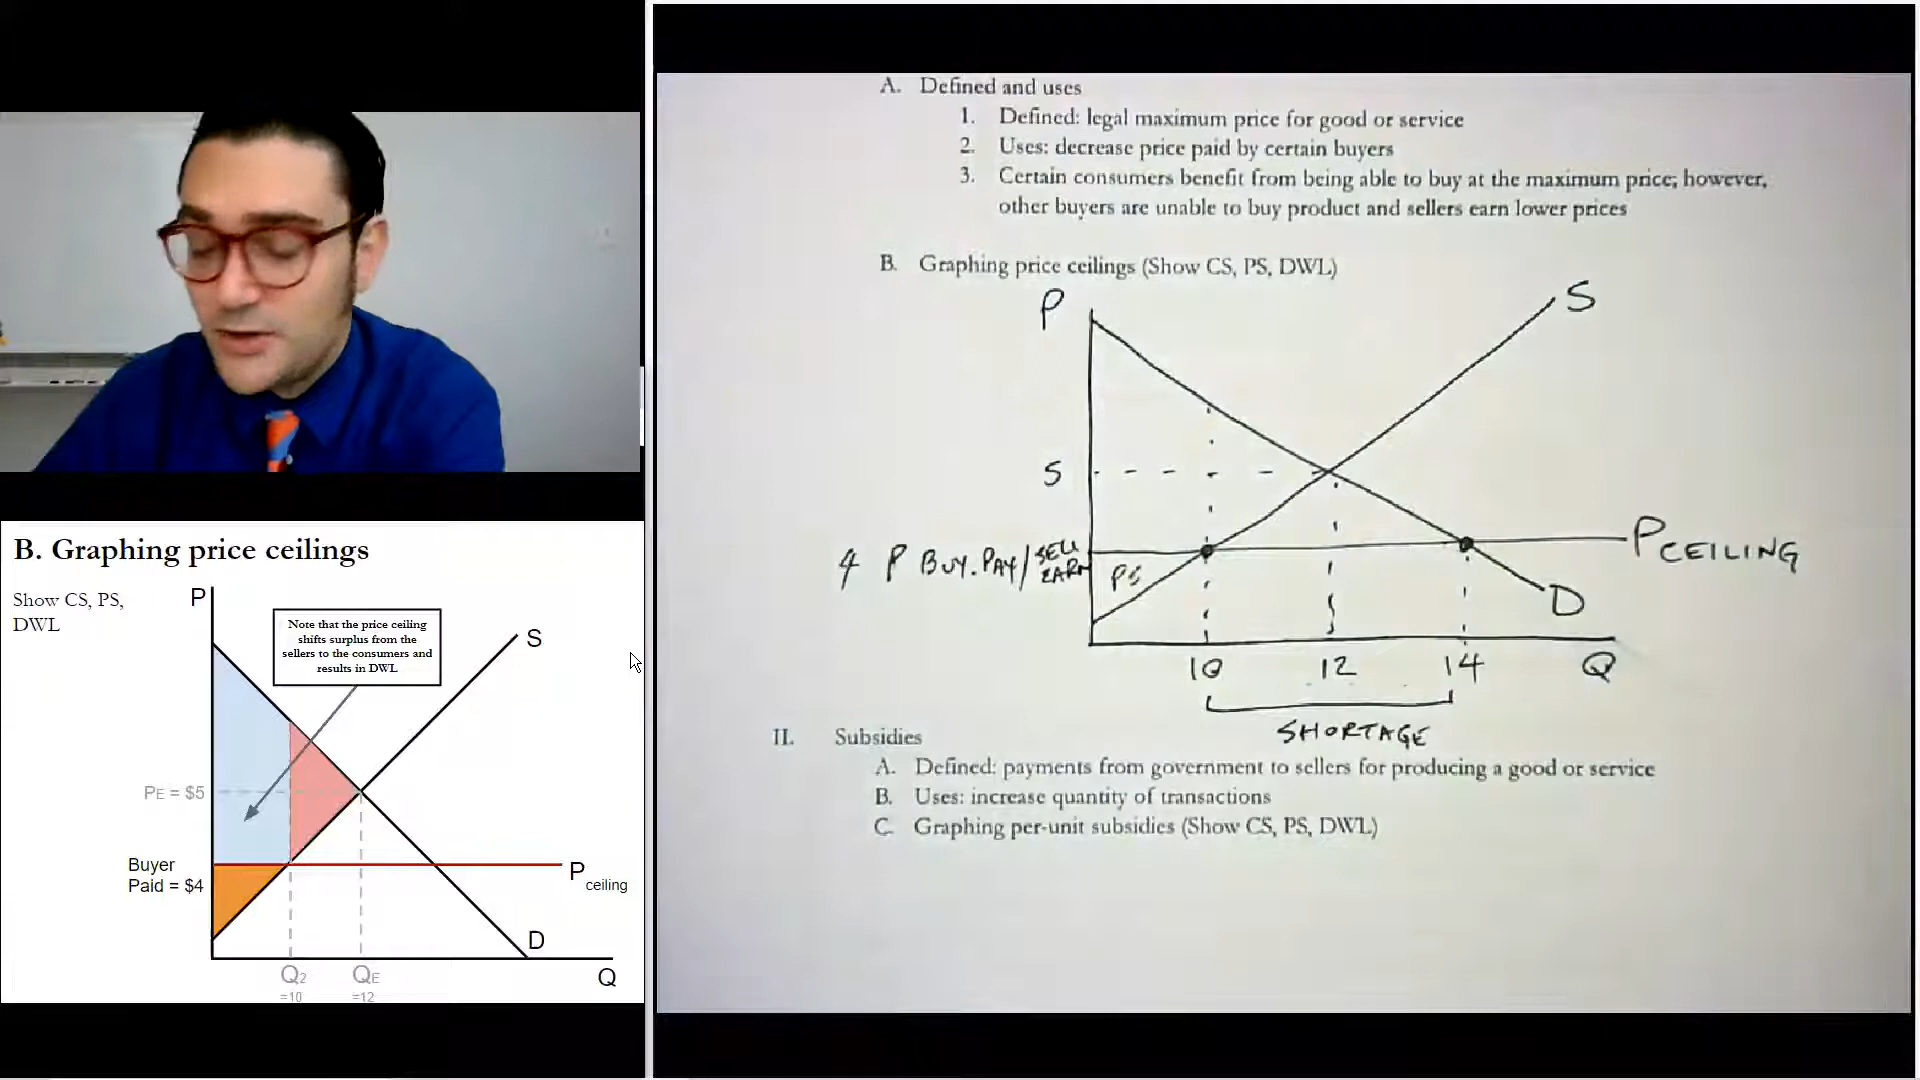 A. Defined and uses
1. Defined: legal maximum price for good or service
2. Uses: decrease price paid by certain buyers
3. Certain consumers benefit from being able to buy at the maximum price; however,
other buyers are unable to buy product and sellers earn lower prices
B. Graphing price ceilings (Show CS, PS, DWL)
P
S
5
4 P BUY. PAY/SELL
EARN
PS
P CEILING
D
10 12 14 Q
SHORTAGE
II. Subsidies
A. Defined: payments from government to sellers for producing a good or service
B. Uses: increase quantity of transactions
C. Graphing per-unit subsidies (Show CS, PS, DWL)
B. Graphing price ceilings
Show CS, PS,
DWL
P
Note that the price ceiling
shifts surplus from the
sellers to the consumers and
results in DWL
S
PE = $5
Buyer
Paid = $4
P ceiling
D
Q2 QE Q
=10 =12